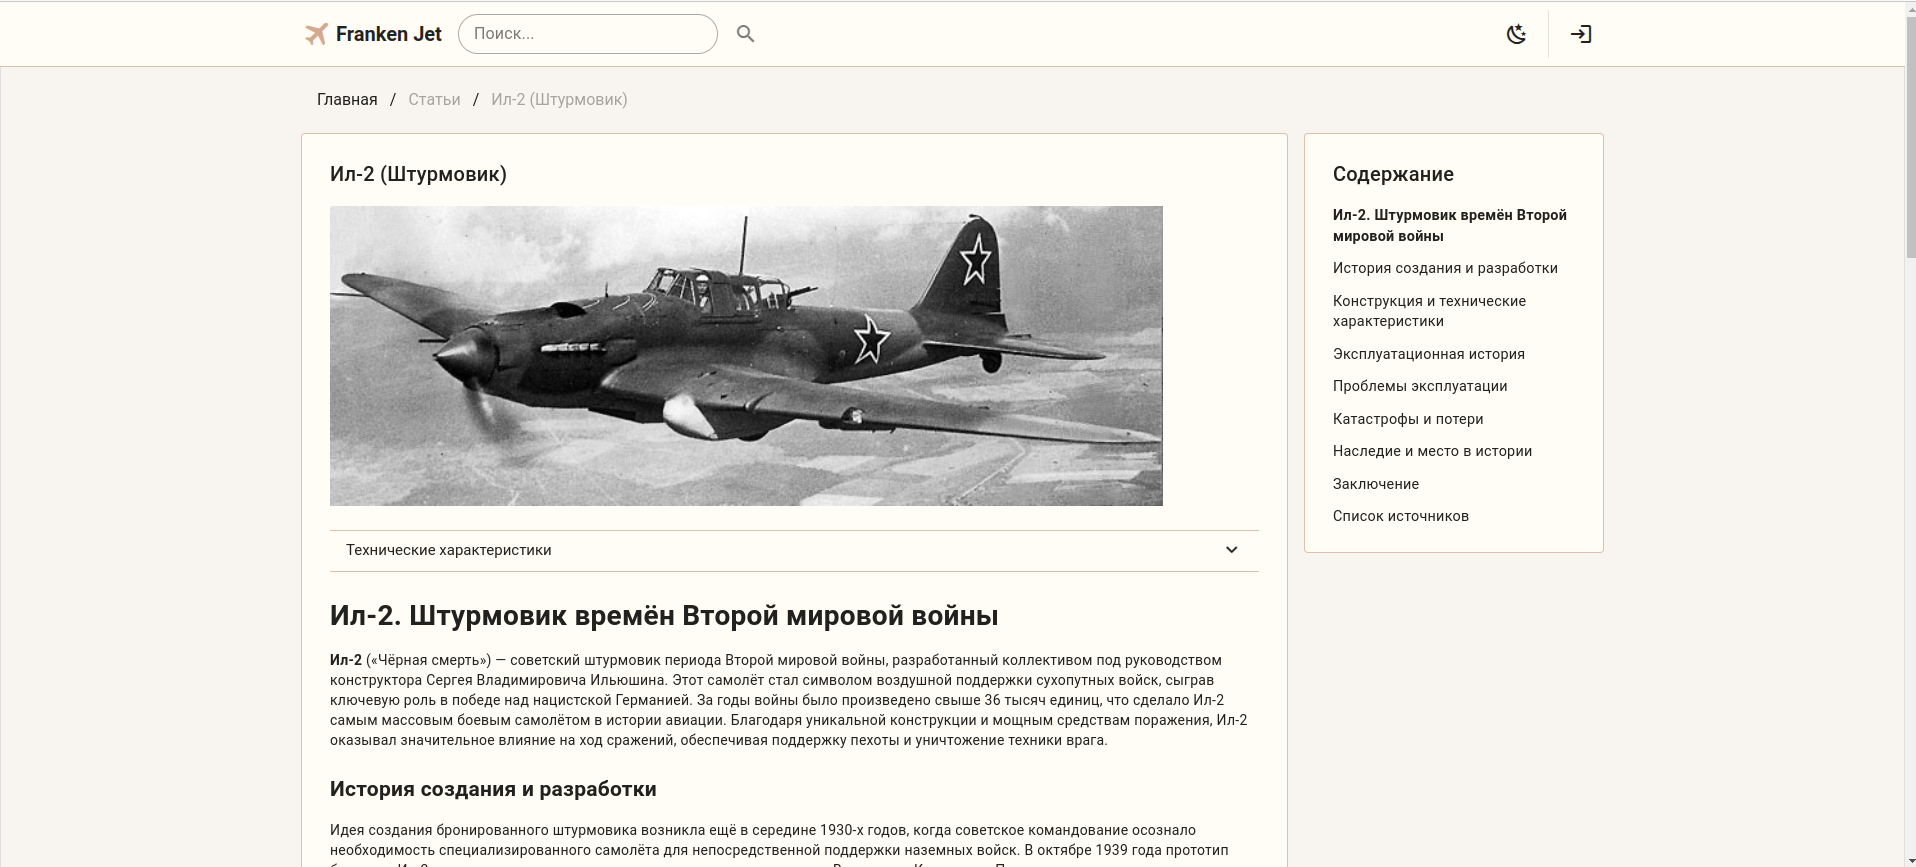 Franken Jet
Поиск...
Главная / Статьи / Ил-2 (Штурмовик)
Ил-2 (Штурмовик)
Технические характеристики
Ил-2. Штурмовик времён Второй мировой войны
Ил-2 («Чёрная смерть») — советский штурмовик периода Второй мировой войны, разработанный коллективом под руководством
конструктора Сергея Владимировича Ильюшина. Этот самолёт стал символом воздушной поддержки сухопутных войск, сыграв
ключевую роль в победе над нацистской Германией. За годы войны было произведено свыше 36 тысяч единиц, что сделало Ил-2
самым массовым боевым самолётом в истории авиации. Благодаря уникальной конструкции и мощным средствам поражения, Ил-2
оказывал значительное влияние на ход сражений, обеспечивая поддержку пехоты и уничтожение техники врага.
История создания и разработки
Идея создания бронированного штурмовика возникла ещё в середине 1930-х годов, когда советское командование осознало
необходимость специализированного самолёта для непосредственной поддержки наземных войск. В октябре 1939 года прототип
Содержание
Ил-2. Штурмовик времён Второй
мировой войны
История создания и разработки
Конструкция и технические
характеристики
Эксплуатационная история
Проблемы эксплуатации
Катастрофы и потери
Наследие и место в истории
Заключение
Список источников